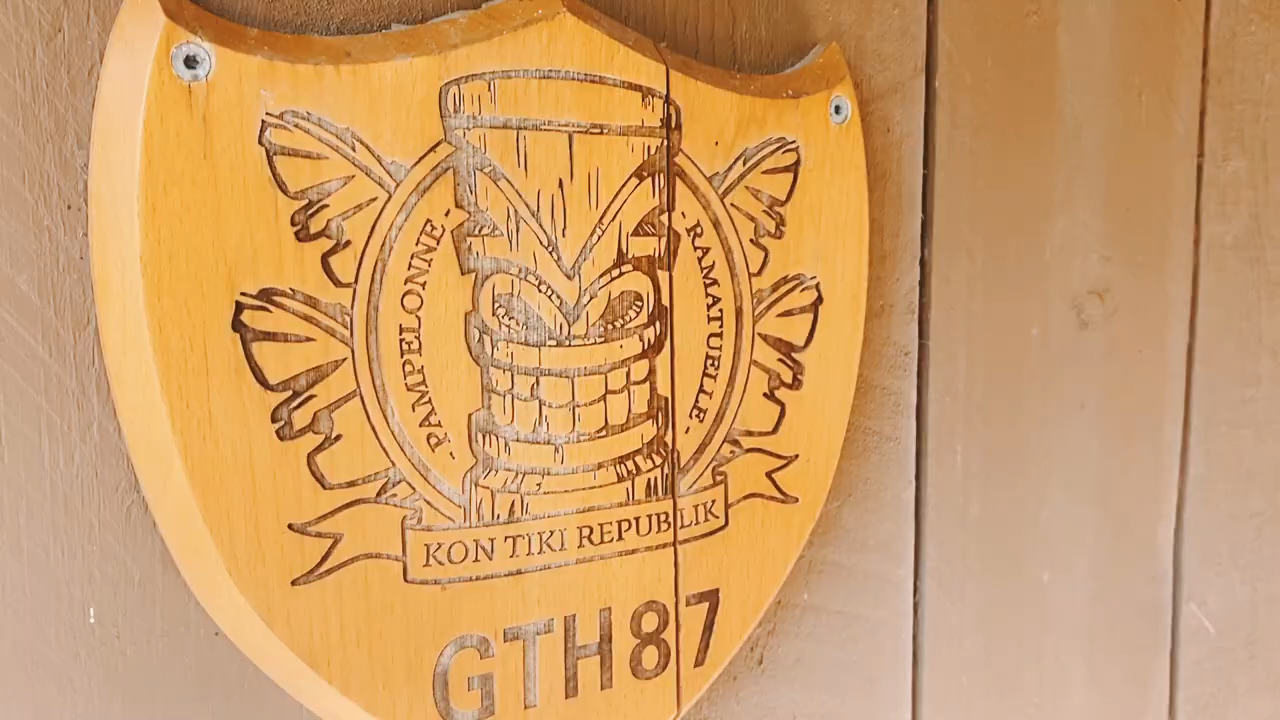 - PAMPELONNE -
- RAMATUELLE -
KON TIKI REPUBLIK
GTH87